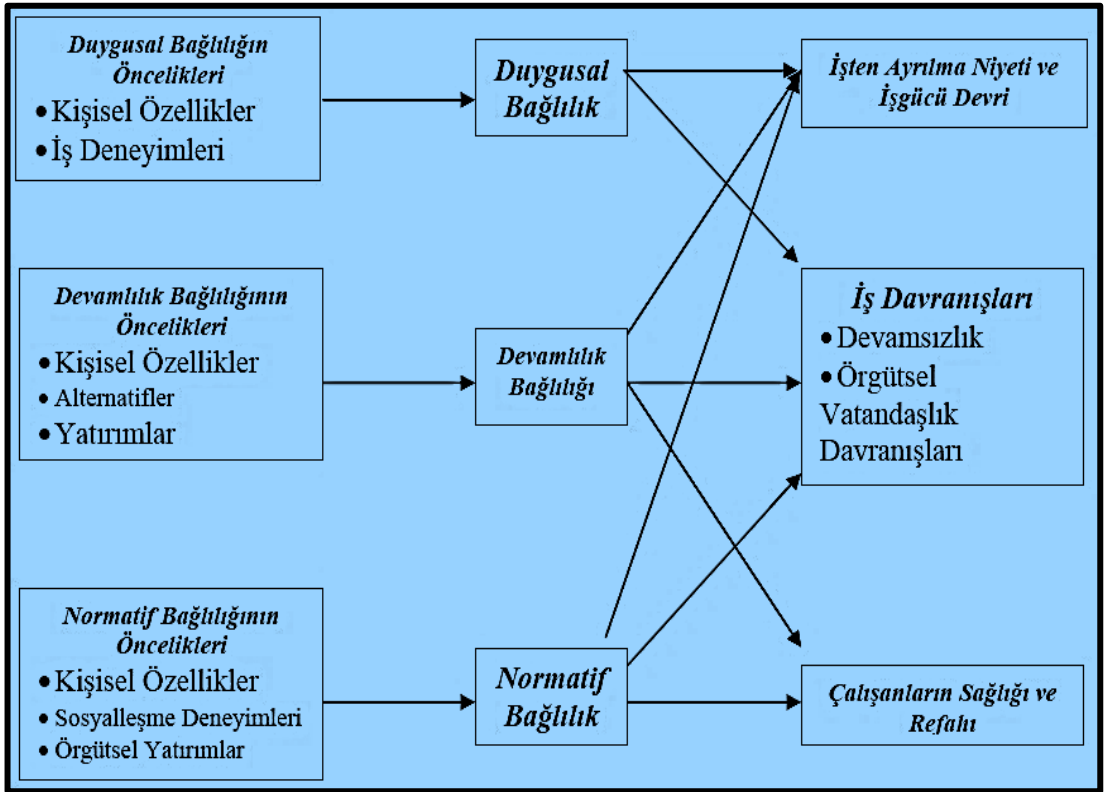 Duygusal Bağlılığın
Öncelikleri
• Kişisel Özellikler
• İş Deneyimleri
Duygusal
Bağlılık
İşten Ayrılma Niyeti ve
İşgücü Devri
Devamlılık Bağlılığının
Öncelikleri
• Kişisel Özellikler
• Alternatifler
• Yatırımlar
Devamlılık
Bağlılığı
İş Davranışları
• Devamsızlık
• Örgütsel
Vatandaşlık
Davranışları
Normatif Bağlılığının
Öncelikleri
• Kişisel Özellikler
• Sosyalleşme Deneyimleri
• Örgütsel Yatırımlar
Normatif
Bağlılık
Çalışanların Sağlığı ve
Refahı